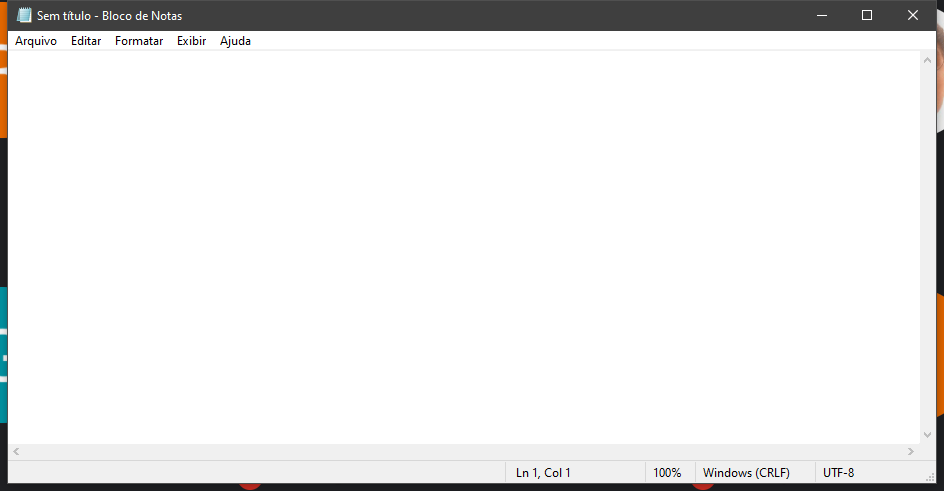 Sem título - Bloco de Notas
Arquivo Editar Formatar Exibir Ajuda
Ln 1, Col 1 100% Windows (CRLF) UTF-8